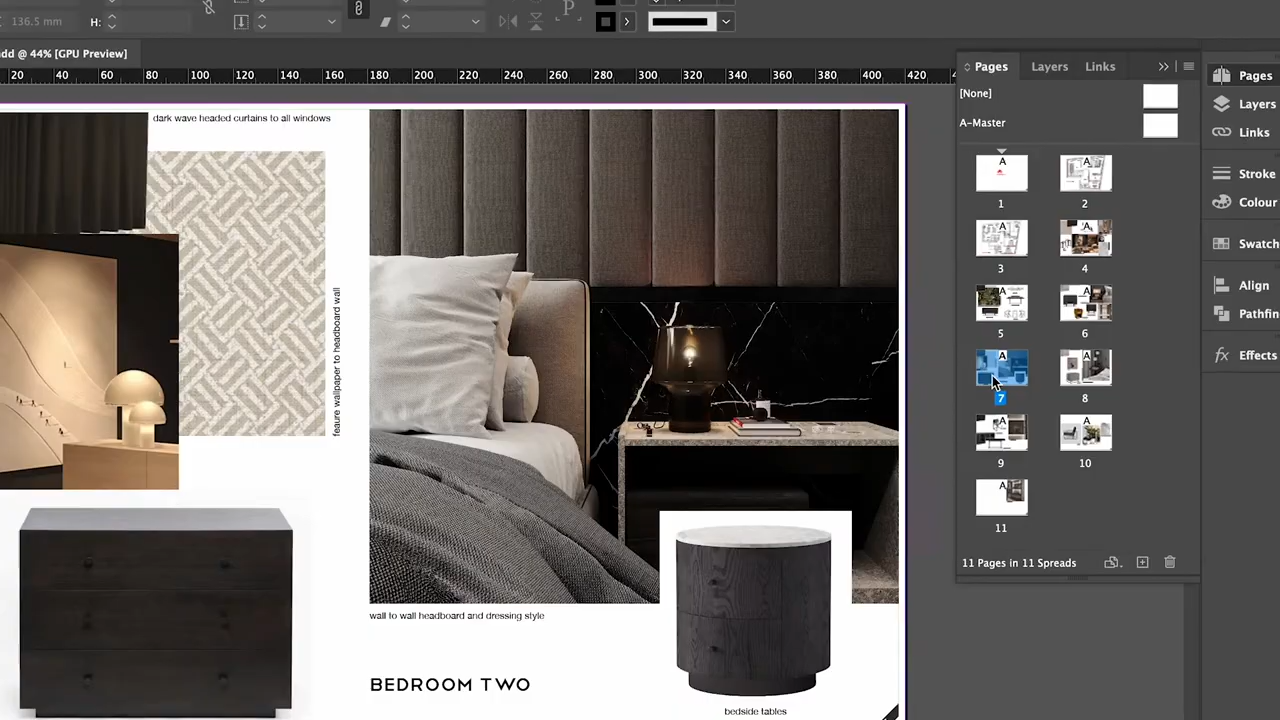 136.5 mm
H:
P
dd @ 44% [GPU Preview]
20 40 60 80 100 120 140 160 180 200 220 240 260 280 300 320 340 360 380 400 420
dark wave headed curtains to all windows
feaure wallpaper to headboard wall
wall to wall headboard and dressing style
BEDROOM TWO
bedside tables
Pages
Layers
Links
[None]
A-Master
A
A
1
2
A
A
3
4
A
A
5
6
A
A
7
8
A
A
9
10
A
11
11 Pages in 11 Spreads
Pages
Layers
Links
Stroke
Colour
Swatch
Align
Pathfin
fx Effects